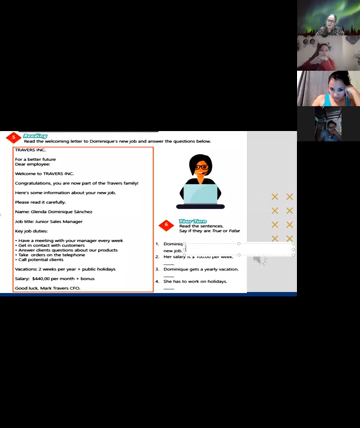 5 Reading
Read the welcoming letter to Dominique's new job and answer the questions below.
TRAVERS INC.
For a better future
Dear employee:
Welcome to TRAVERS INC.
Congratulations, you are now part of the Travers family!
Here's some information about your new job.
Please read it carefully.
Name: Glenda Dominique Sánchez
Job title: Junior Sales Manager
Key job duties:
• Have a meeting with your manager every week
• Get in contact with customers
• Answer clients questions about our products
• Take orders on the telephone
• Call potential clients
Vacations: 2 weeks per year + public holidays
Salary: $440,00 per month + bonus
Good luck, Mark Travers CFO.
6 Your Turn
Read the sentences.
Say if they are True or False
1. Dominiq
new job.
2. Her salary is $ 100.00 per week.
3. Dominique gets a yearly vacation.
4. She has to work on holidays.